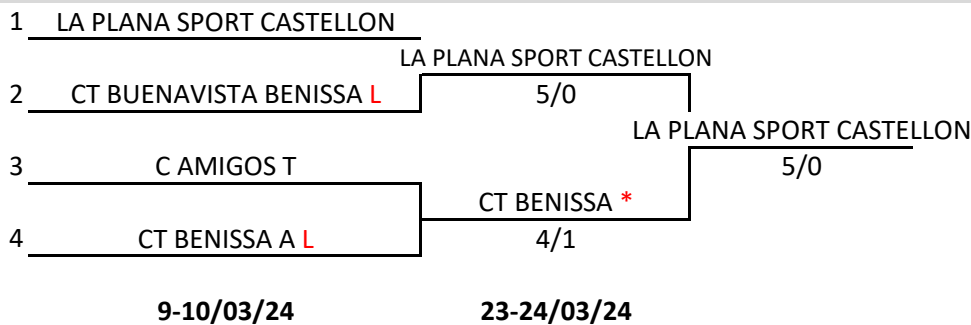 1 LA PLANA SPORT CASTELLON
LA PLANA SPORT CASTELLON
2 CT BUENAVISTA BENISSA L 5/0
LA PLANA SPORT CASTELLON
3 C AMIGOS T 5/0
CT BENISSA *
4 CT BENISSA A L 4/1
9-10/03/24 23-24/03/24